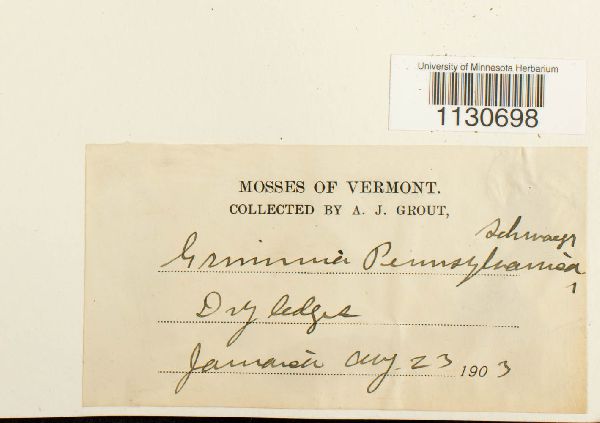 University of Minnesota Herbarium
1130698
MOSSES OF VERMONT.
COLLECTED BY A. J. GROUT,
Schwaegr
Grimmia Pennsylvanica
Dry ledges
Jamaica Aug. 23 1903